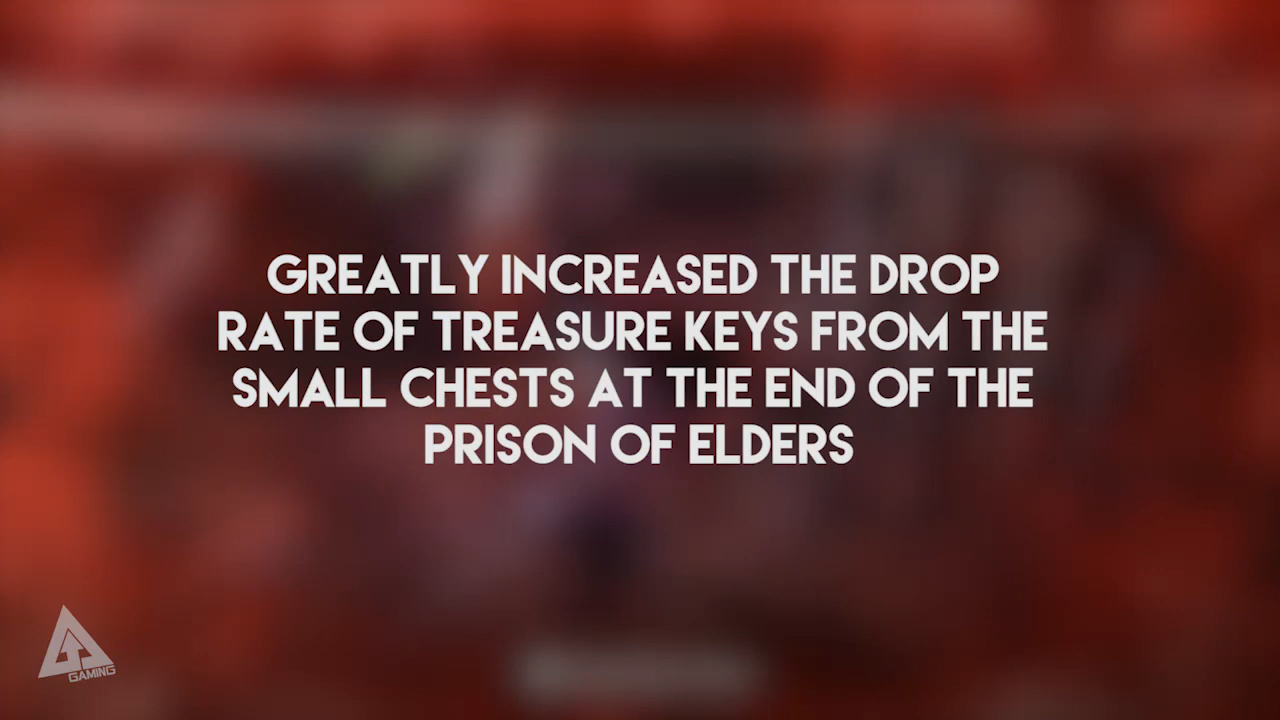 GREATLY INCREASED THE DROP
RATE OF TREASURE KEYS FROM THE
SMALL CHESTS AT THE END OF THE
PRISON OF ELDERS
GAMING